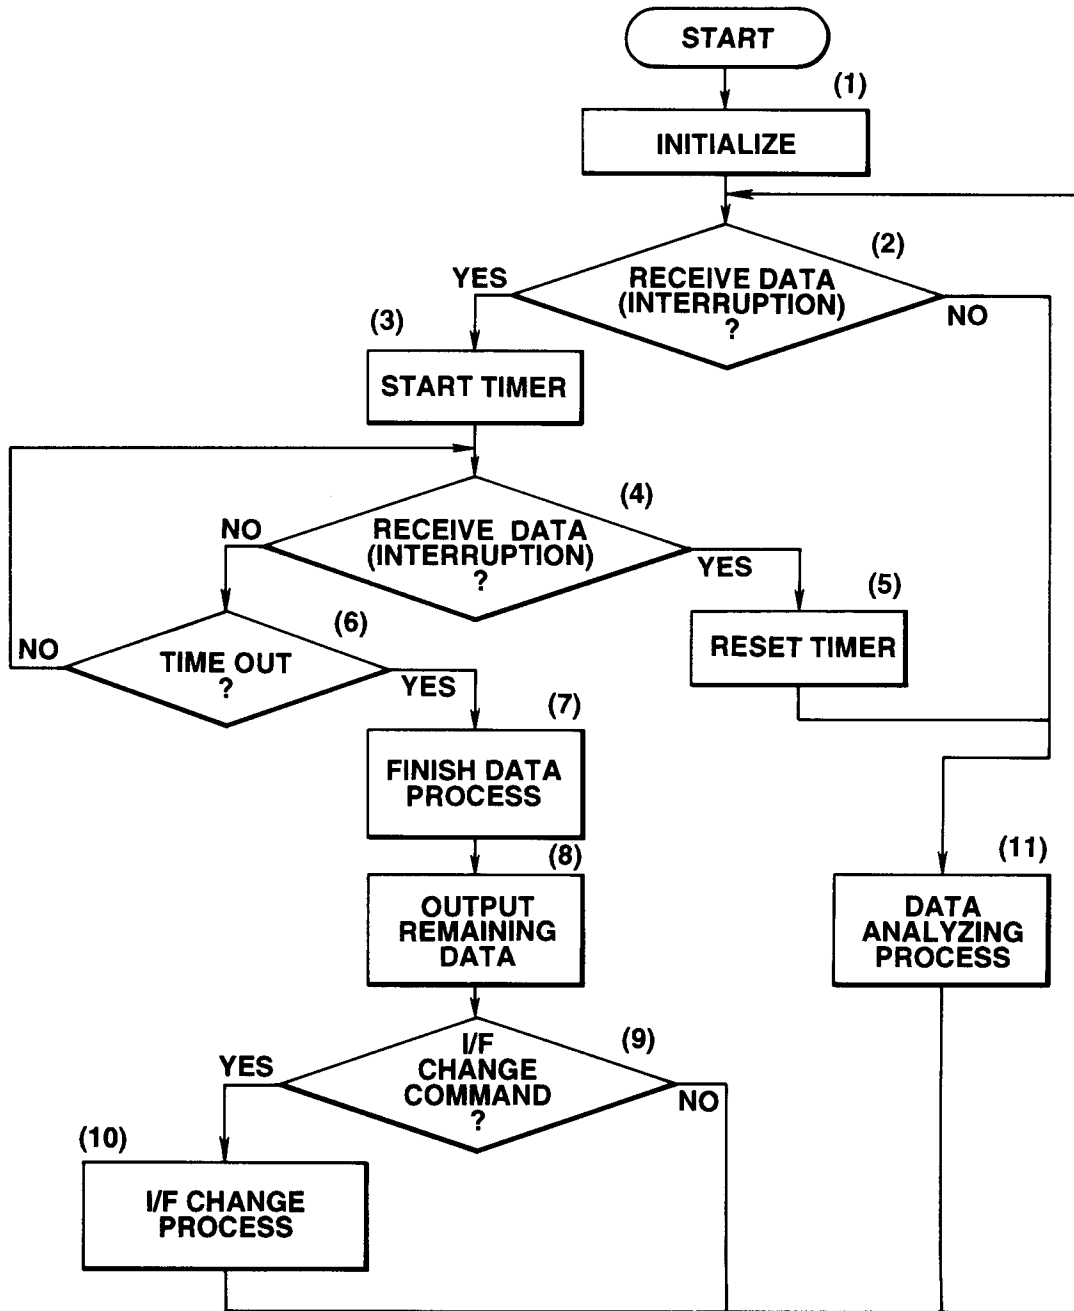 START
(1)
INITIALIZE
(2)
YES
RECEIVE DATA
(INTERRUPTION)
?
NO
(3)
START TIMER
(4)
NO
RECEIVE DATA
(INTERRUPTION)
?
YES
(5)
RESET TIMER
(6)
NO
TIME OUT
?
YES
(7)
FINISH DATA
PROCESS
(8)
OUTPUT
REMAINING
DATA
(11)
DATA
ANALYZING
PROCESS
(9)
YES
I/F
CHANGE
COMMAND
?
NO
(10)
I/F CHANGE
PROCESS